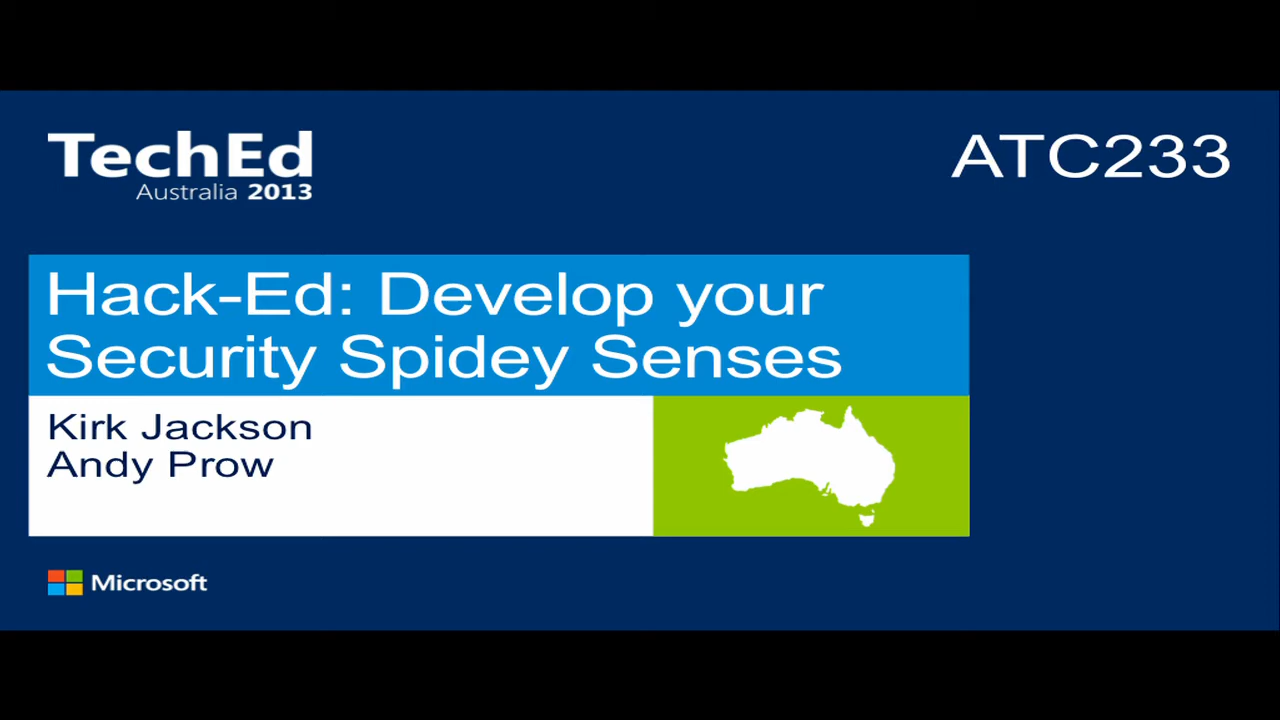 TechEd
Australia 2013
ATC233
Hack-Ed: Develop your
Security Spidey Senses
Kirk Jackson
Andy Prow
Microsoft